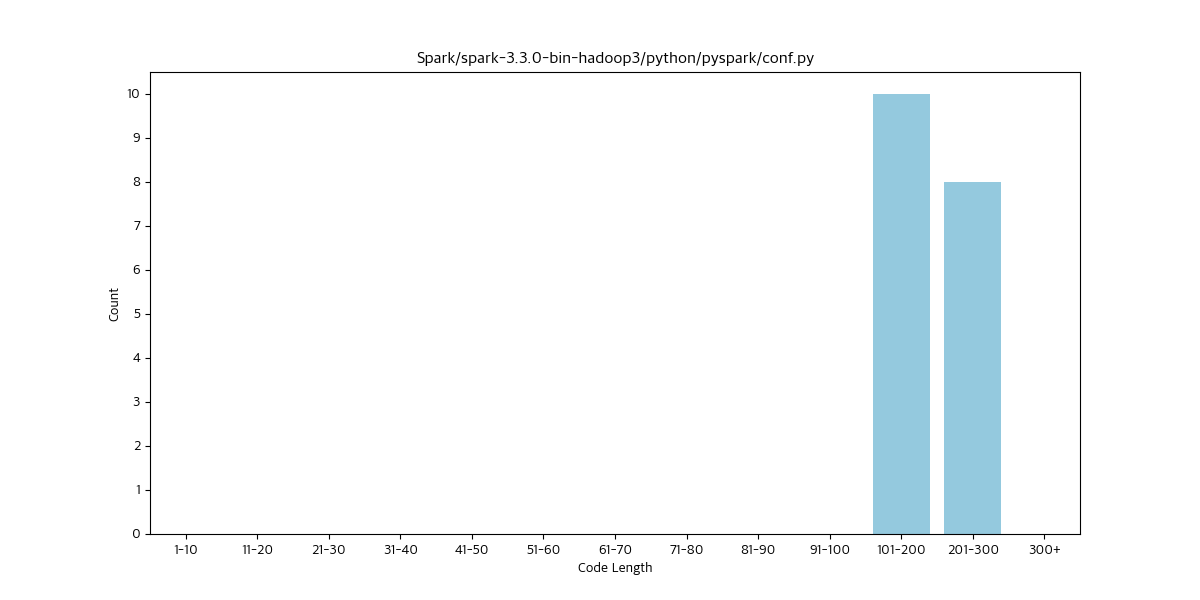 Spark/spark-3.3.0-bin-hadoop3/python/pyspark/conf.py
10
9
8
7
6
5
4
3
2
1
0
Count
1-10 11-20 21-30 31-40 41-50 51-60 61-70 71-80 81-90 91-100 101-200 201-300 300+
Code Length